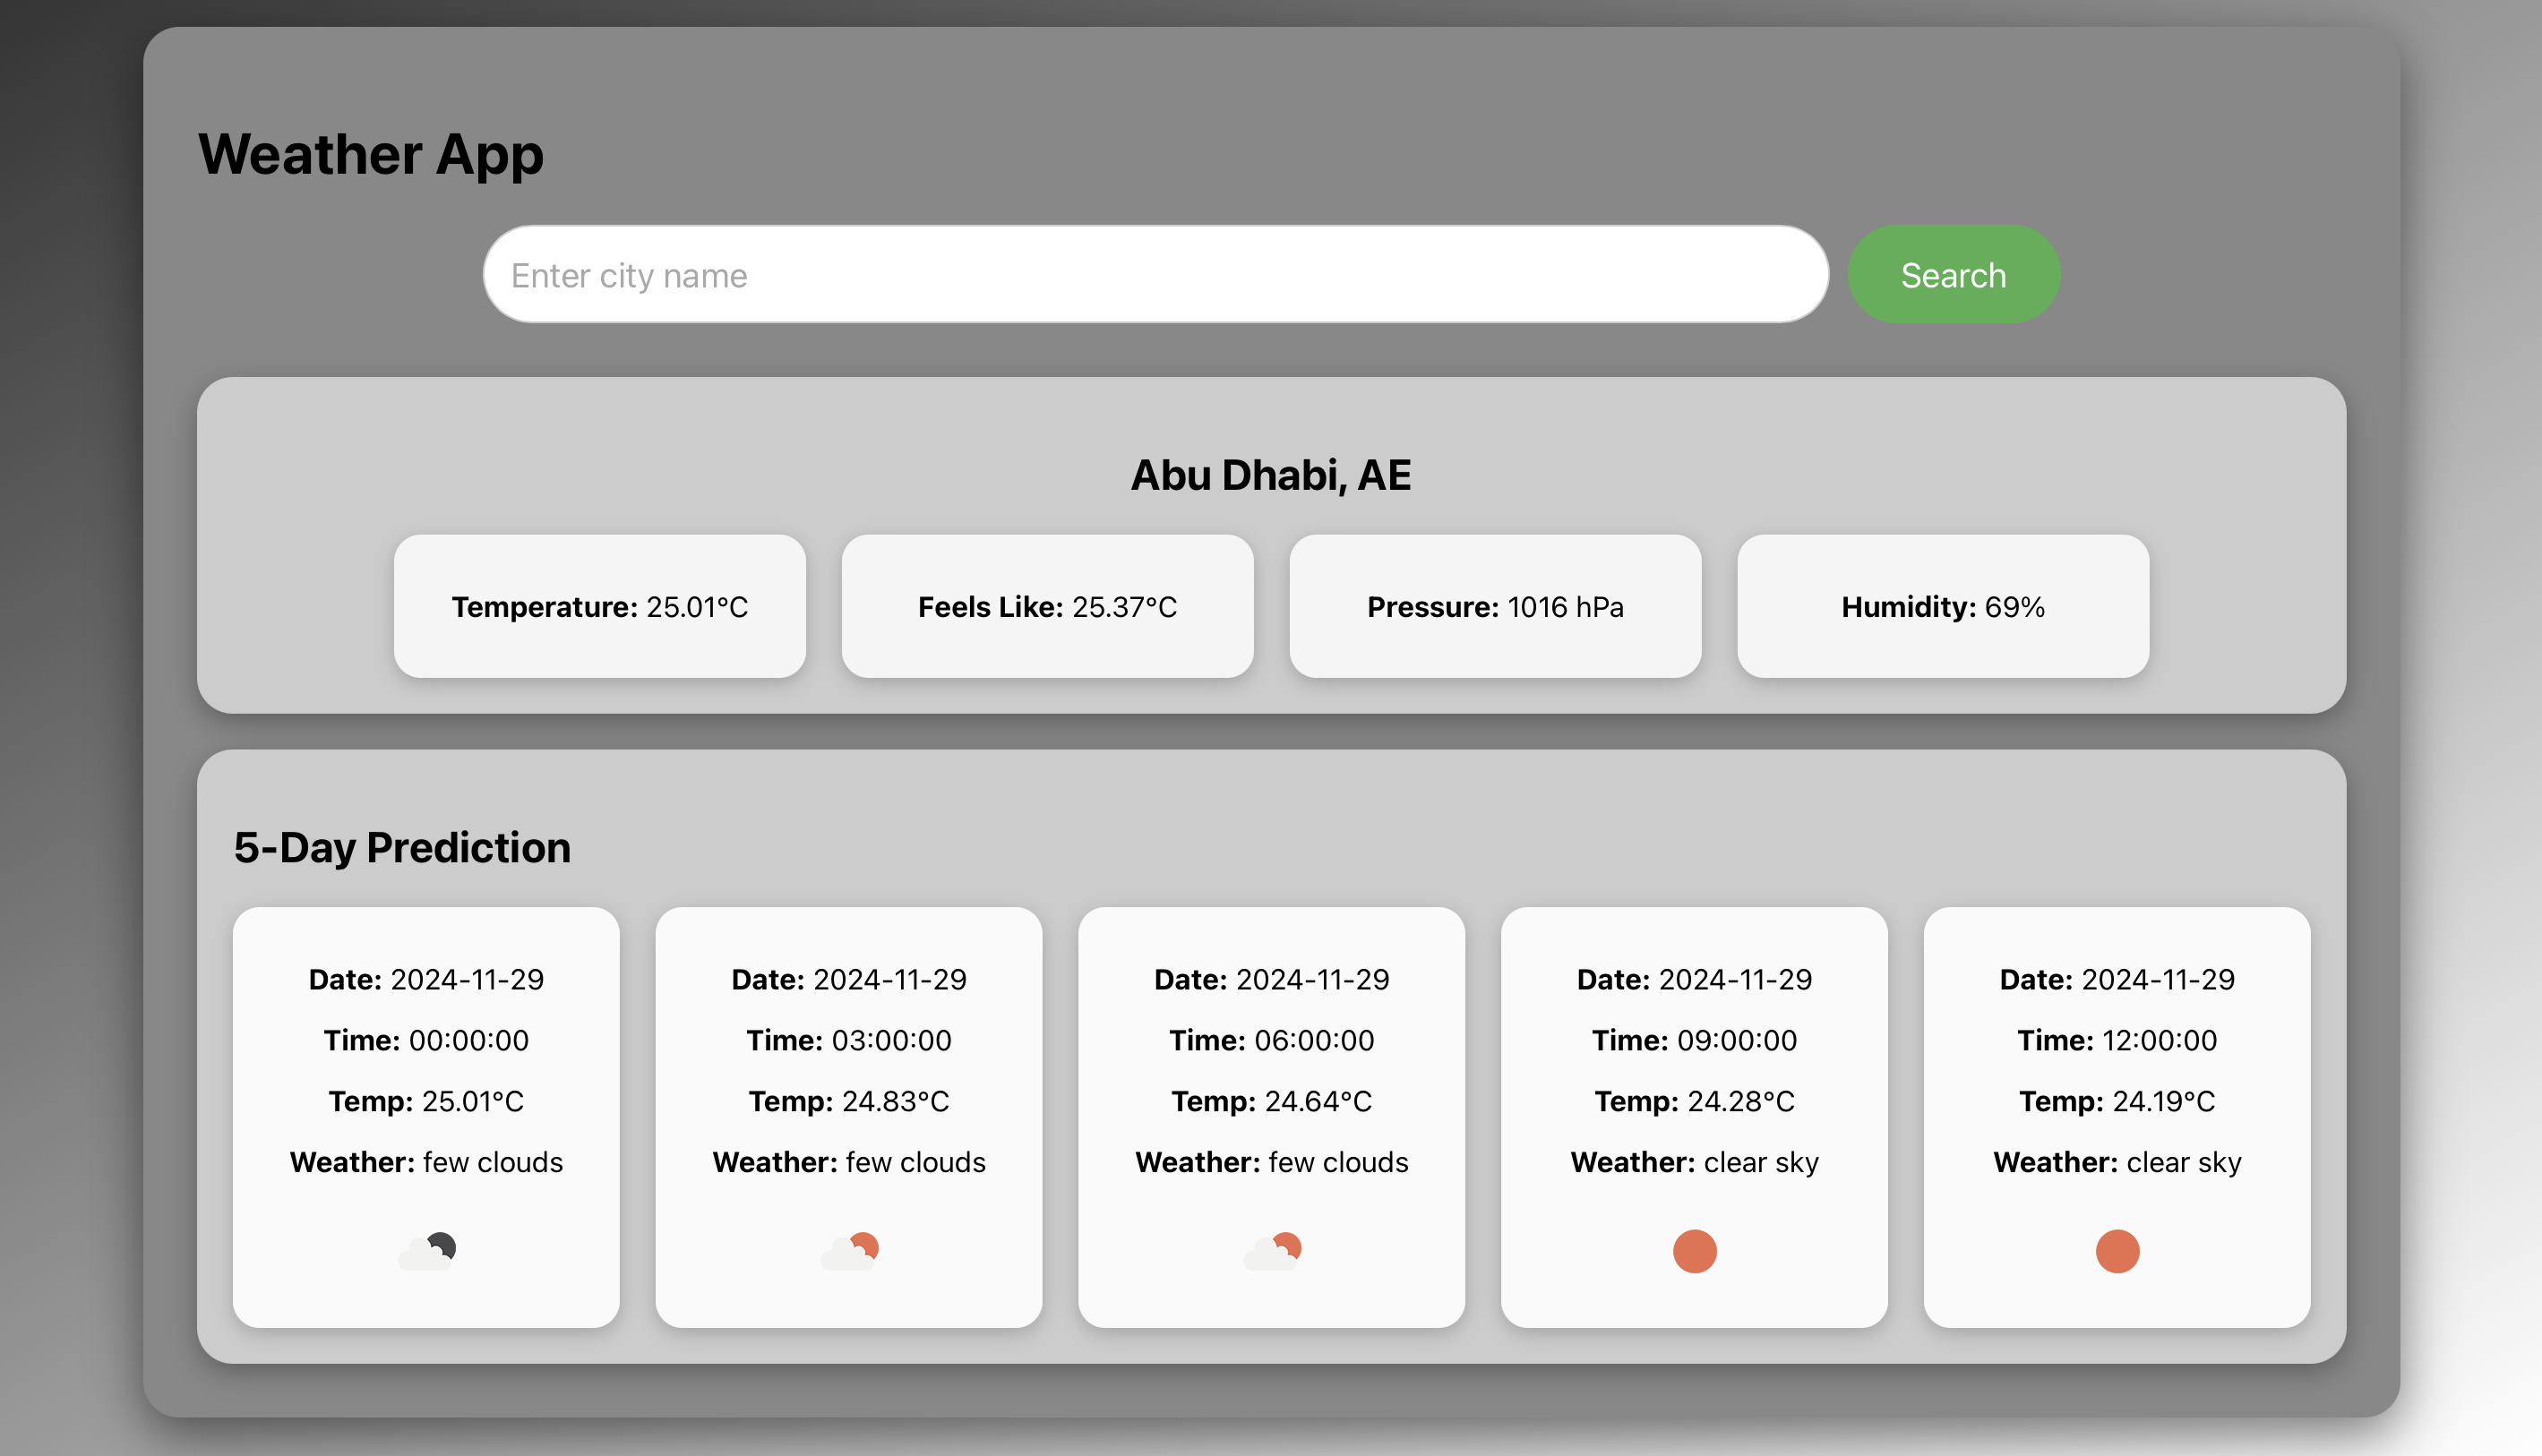 Weather App
Enter city name
Search
Abu Dhabi, AE
Temperature: 25.01°C
Feels Like: 25.37°C
Pressure: 1016 hPa
Humidity: 69%
5-Day Prediction
Date: 2024-11-29
Time: 00:00:00
Temp: 25.01°C
Weather: few clouds
Date: 2024-11-29
Time: 03:00:00
Temp: 24.83°C
Weather: few clouds
Date: 2024-11-29
Time: 06:00:00
Temp: 24.64°C
Weather: few clouds
Date: 2024-11-29
Time: 09:00:00
Temp: 24.28°C
Weather: clear sky
Date: 2024-11-29
Time: 12:00:00
Temp: 24.19°C
Weather: clear sky